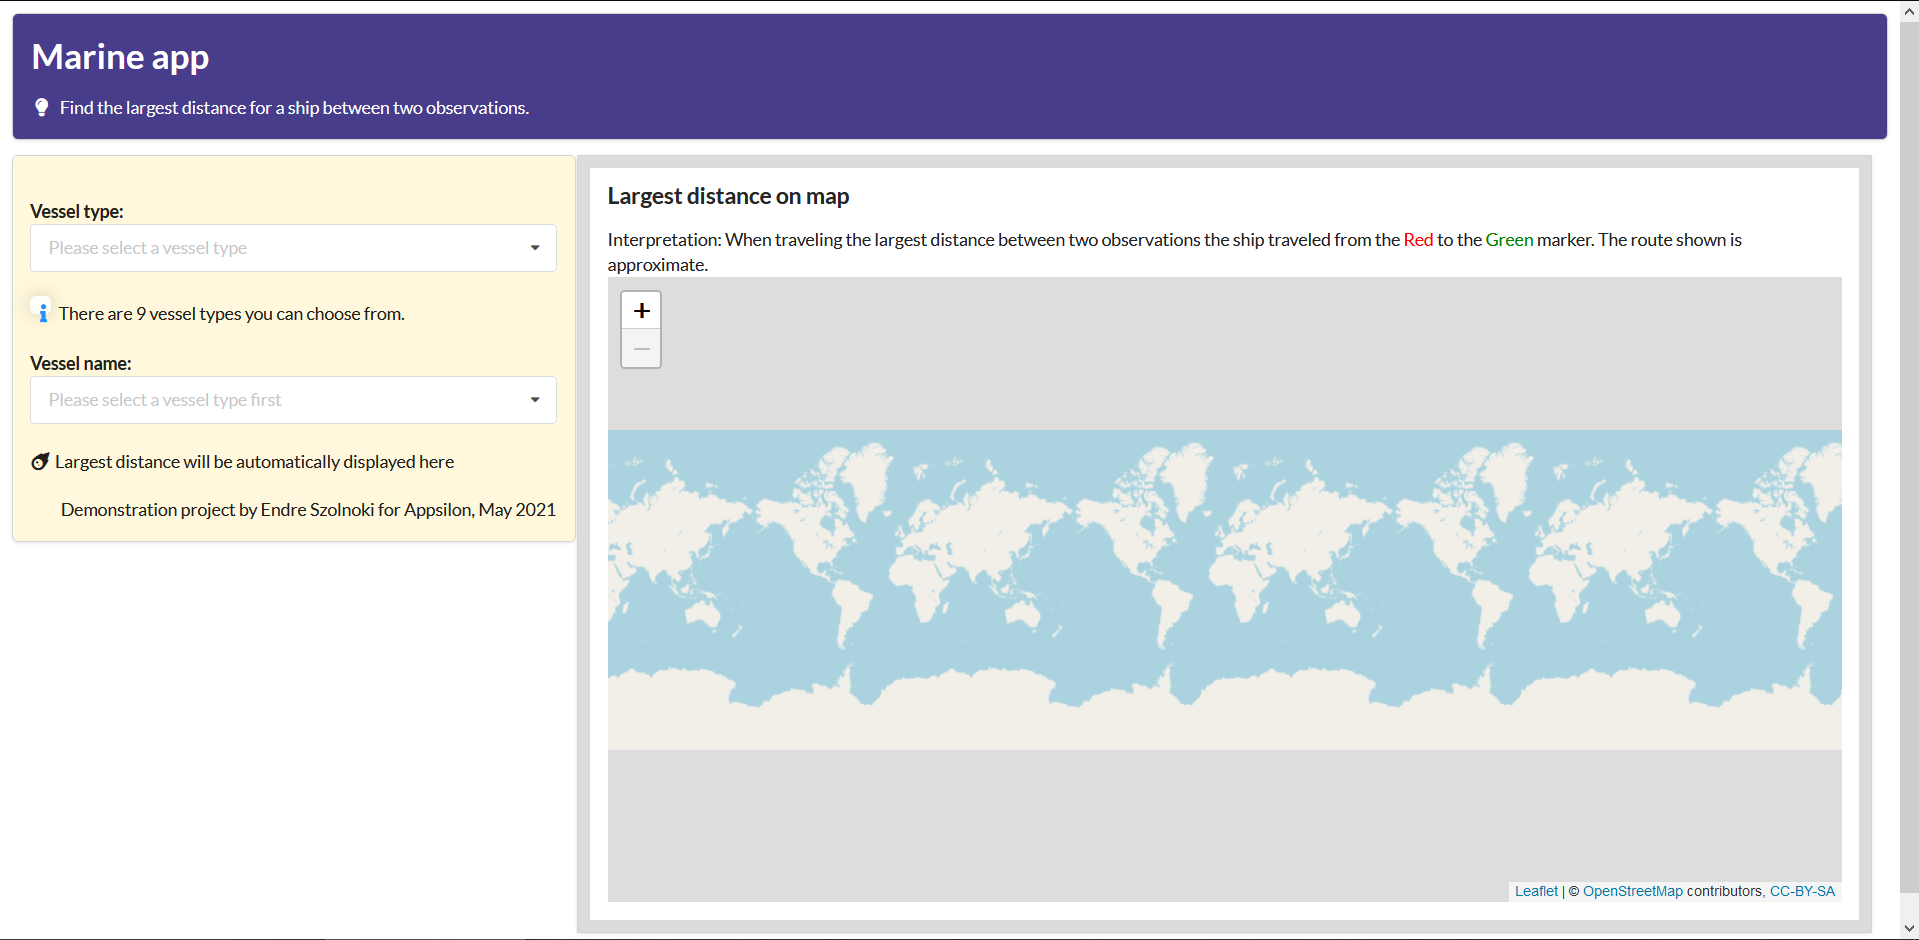 Marine app
Find the largest distance for a ship between two observations.
Vessel type:
Please select a vessel type
There are 9 vessel types you can choose from.
Vessel name:
Please select a vessel type first
Largest distance will be automatically displayed here
Demonstration project by Endre Szolnoki for Appsilon, May 2021
Largest distance on map
Interpretation: When traveling the largest distance between two observations the ship traveled from the Red to the Green marker. The route shown is
approximate.
+
−
Leaflet | © OpenStreetMap contributors, CC-BY-SA